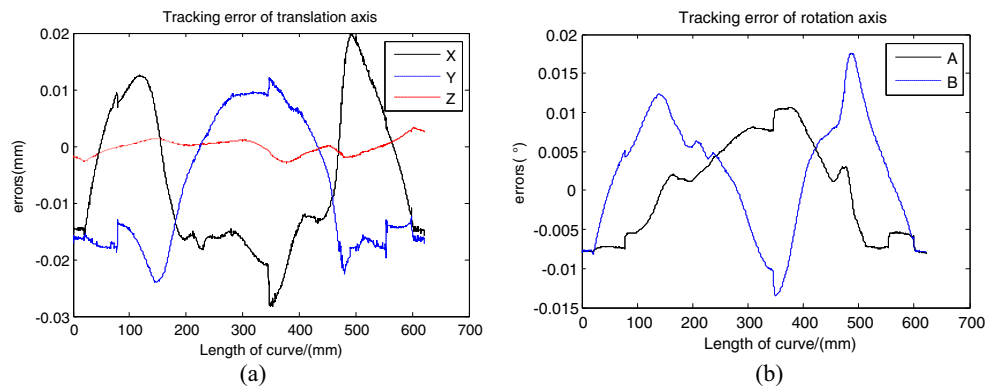 Tracking error of translation axis
0.02
0.01
0
-0.01
-0.02
-0.03
errors(mm)
X
Y
Z
0 100 200 300 400 500 600 700
Length of curve/(mm)
(a)
Tracking error of rotation axis
0.02
0.015
0.01
0.005
0
-0.005
-0.01
-0.015
errors(°)
A
B
0 100 200 300 400 500 600 700
Length of curve/(mm)
(b)